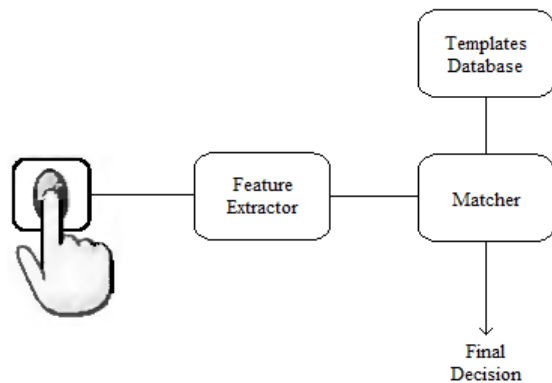 Templates
Database
Feature
Extractor
Matcher
Final
Decision